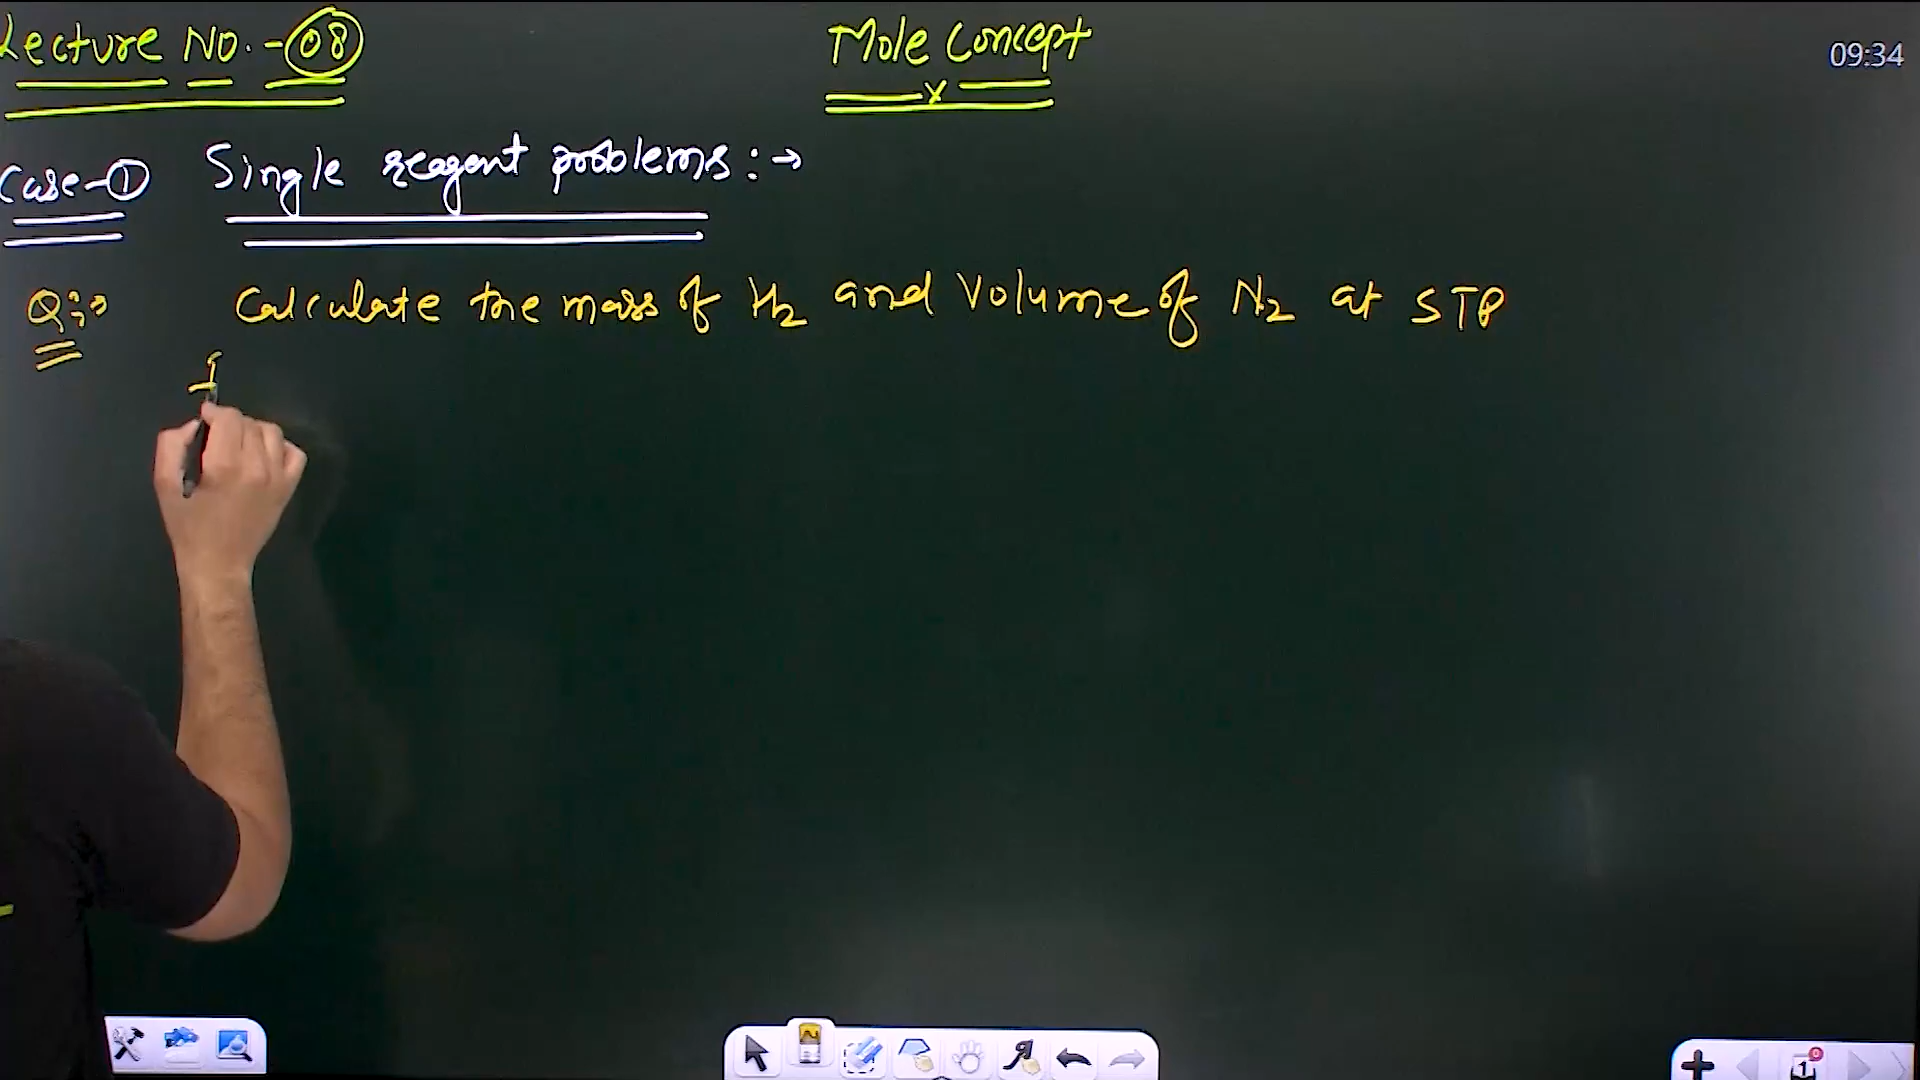 Lecture No. - 08
Mole Concept
09:34
Case-① Single reagent problems :→
Q:→ Calculate the mass of H₂ and Volume of N₂ at STP